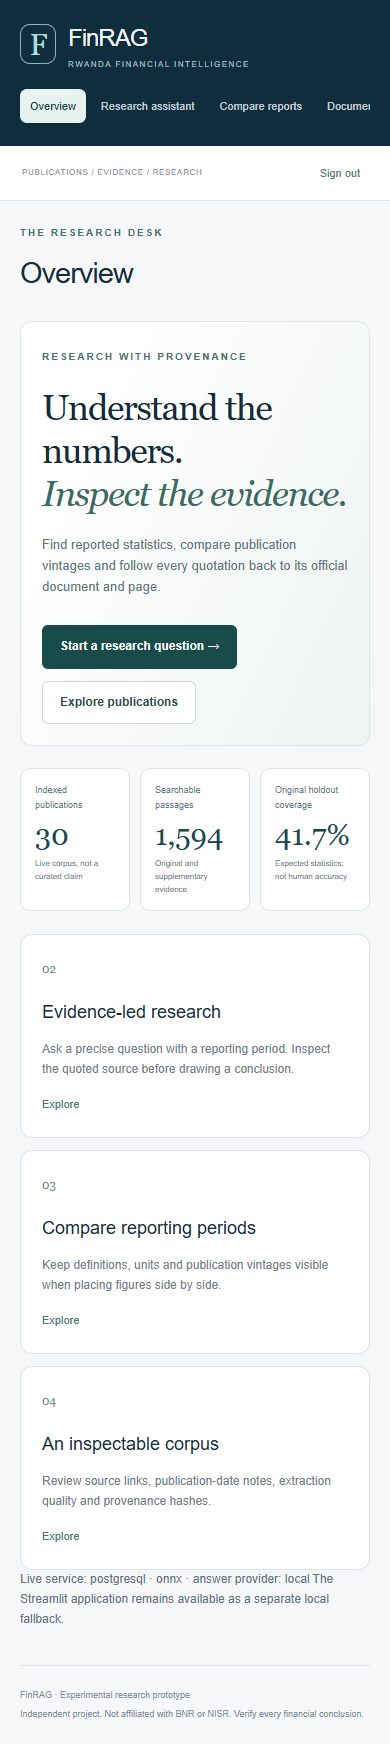 F
FinRAG
RWANDA FINANCIAL INTELLIGENCE
Overview
Research assistant
Compare reports
PUBLICATIONS / EVIDENCE / RESEARCH
Sign out
THE RESEARCH DESK
Overview
RESEARCH WITH PROVENANCE
Understand the
numbers.
Inspect the evidence.
Find reported statistics, compare publication
vintages and follow every quotation back to its official
document and page.
Start a research question →
Explore publications
Indexed
publications
30
Live corpus, not a
curated claim
Searchable
passages
1,594
Original and
supplementary
evidence
Original holdout
coverage
41.7%
Expected statistics;
not human accuracy
02
Evidence-led research
Ask a precise question with a reporting period. Inspect
the quoted source before drawing a conclusion.
Explore
03
Compare reporting periods
Keep definitions, units and publication vintages visible
when placing figures side by side.
Explore
04
An inspectable corpus
Review source links, publication-date notes, extraction
quality and provenance hashes.
Explore
Live service: postgresql · onnx · answer provider: local The
Streamlit application remains available as a separate local
fallback.
FinRAG · Experimental research prototype
Independent project. Not affiliated with BNR or NISR. Verify every financial conclusion.